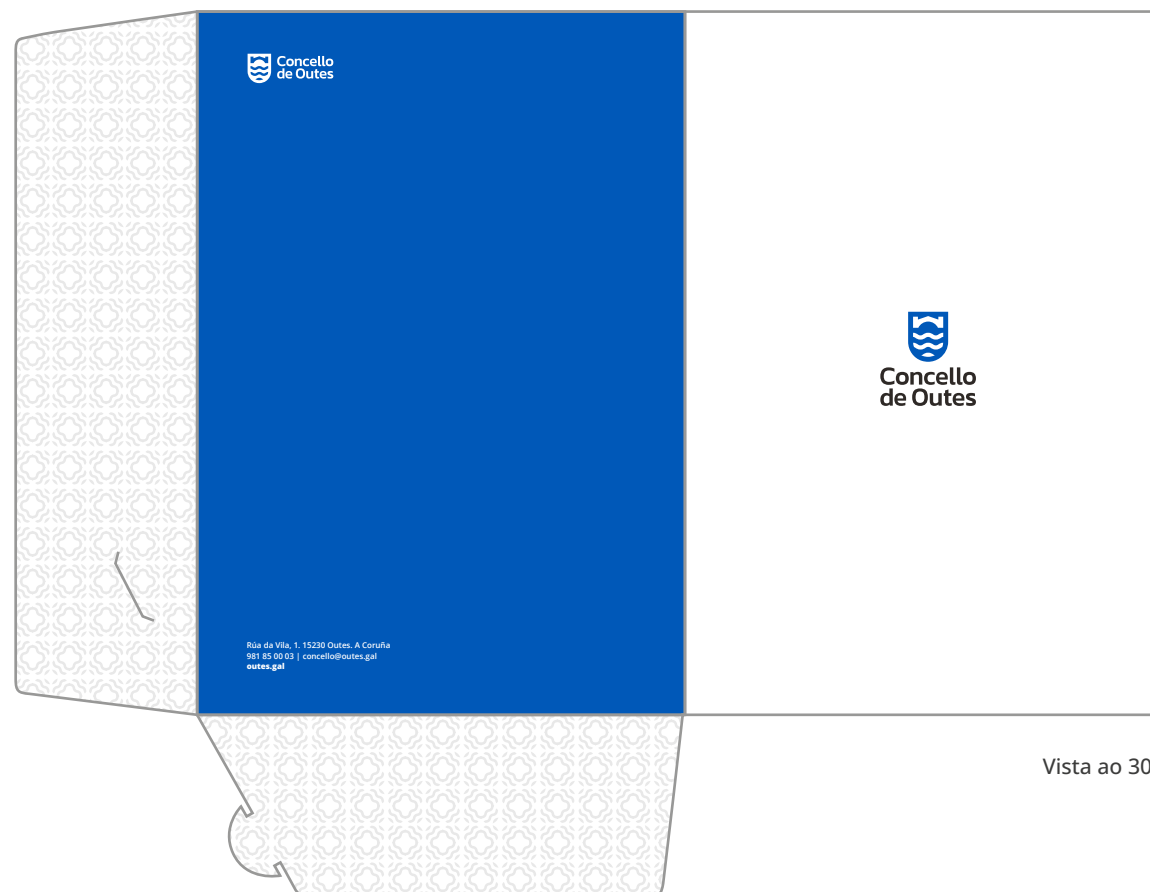 Concello
de Outes
Concello
de Outes
Rúa da Vila, 1. 15230 Outes. A Coruña
981 85 00 03 | concello@outes.gal
outes.gal
Vista ao 30